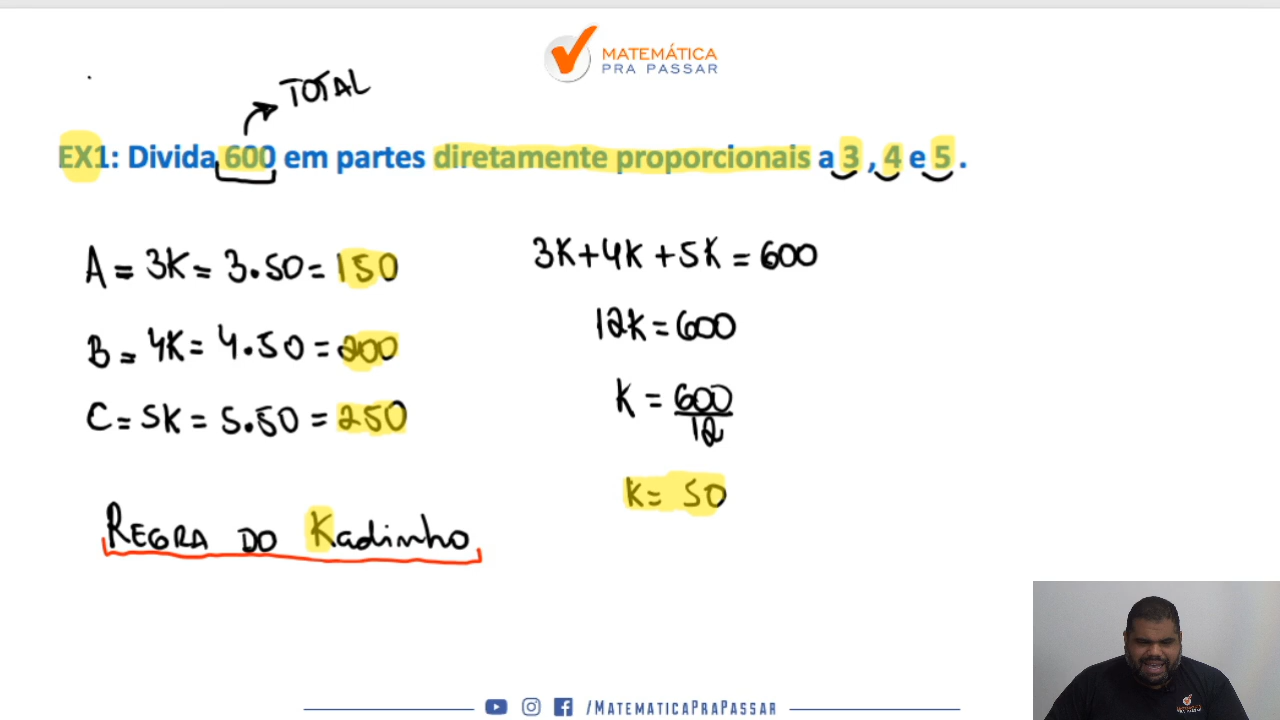 MATEMÁTICA
PRA PASSAR
TOTAL
EX1: Divida 600 em partes diretamente proporcionais a 3 , 4 e 5 .
A = 3K = 3.50 = 150
B = 4K = 4.50 = 200
C = 5K = 5.50 = 250
REGRA DO Kadinho
3K+4K+5K = 600
12K = 600
K = 600
12
K = 50
/MATEMATICAPRAPASSAR